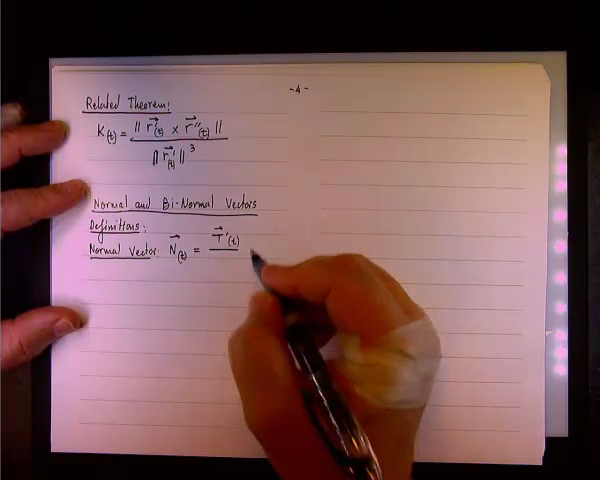 -4-
Related Theorem:
K(t) = || r⃗'(t) x r⃗''(t) ||
|| r⃗'(t) ||³
Normal and Bi-Normal Vectors
Definitions:
Normal Vector: N⃗(t) = T⃗'(t)